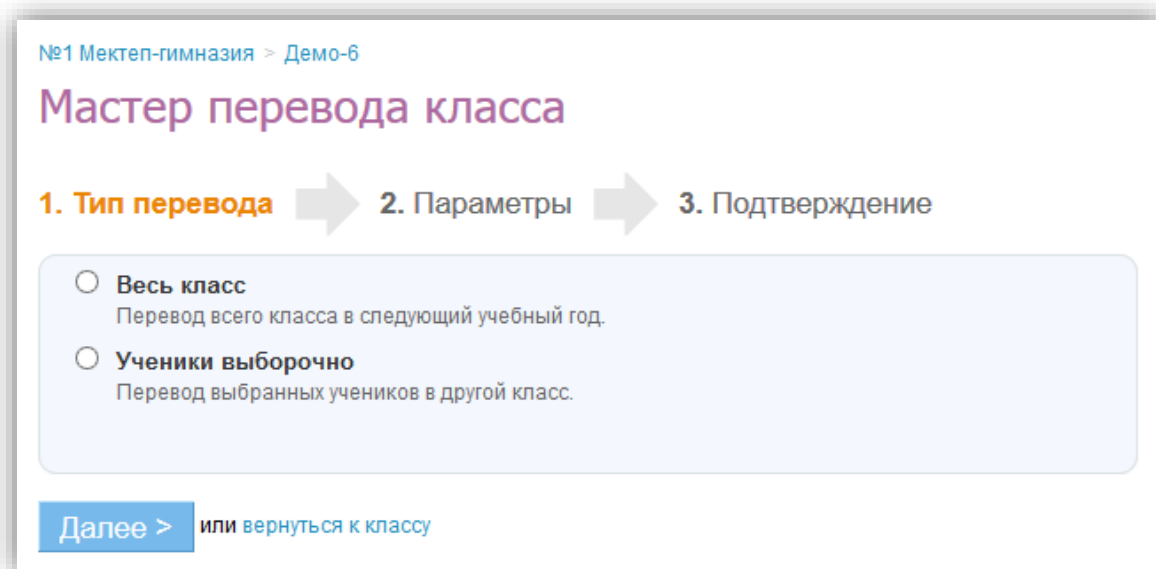 №1 Мектеп-гимназия > Демо-6
Мастер перевода класса
1. Тип перевода 2. Параметры 3. Подтверждение
Весь класс
Перевод всего класса в следующий учебный год.
Ученики выборочно
Перевод выбранных учеников в другой класс.
Далее > или вернуться к классу